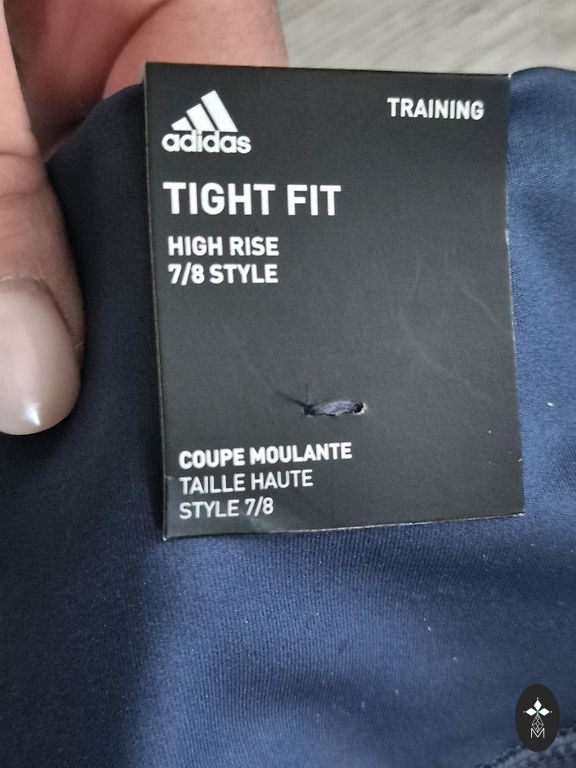 adidas
TRAINING
TIGHT FIT
HIGH RISE
7/8 STYLE
COUPE MOULANTE
TAILLE HAUTE
STYLE 7/8
M